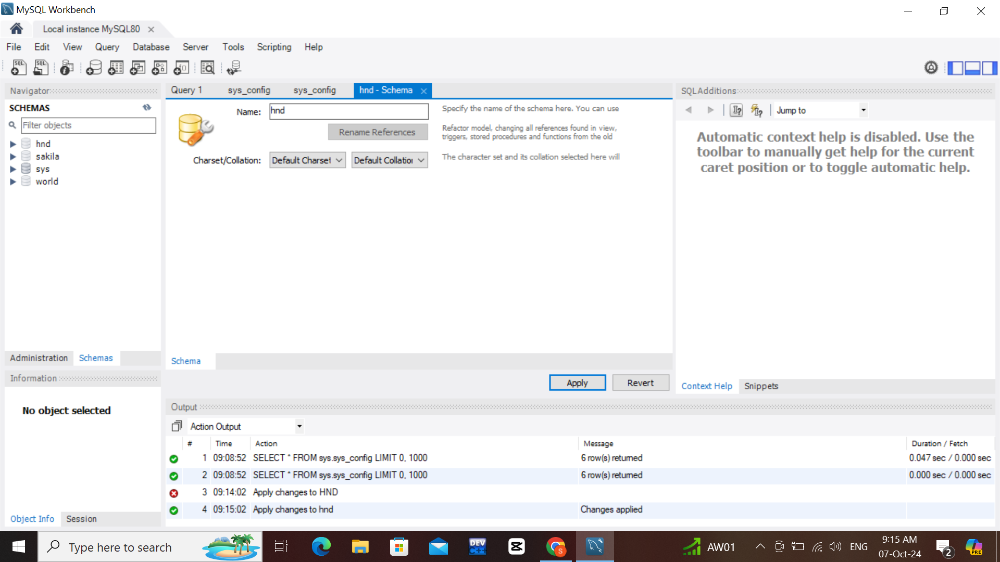 MySQL Workbench
Local instance MySQL80
File Edit View Query Database Server Tools Scripting Help
Navigator
SCHEMAS
Filter objects
hnd
sakila
sys
world
Administration Schemas
Information
No object selected
Object Info Session
Query 1 sys_config sys_config hnd - Schema
Name: hnd
Specify the name of the schema here. You can use
Rename References
Refactor model, changing all references found in view,
triggers, stored procedures and functions from the old
Charset/Collation: Default Charset Default Collation
The character set and its collation selected here will
Schema
Apply Revert
SQLAdditions
Jump to
Automatic context help is disabled. Use the
toolbar to manually get help for the current
caret position or to toggle automatic help.
Context Help Snippets
Output
Action Output
# Time Action Message Duration / Fetch
1 09:08:52 SELECT * FROM sys.sys_config LIMIT 0, 1000 6 row(s) returned 0.047 sec / 0.000 sec
2 09:08:52 SELECT * FROM sys.sys_config LIMIT 0, 1000 6 row(s) returned 0.000 sec / 0.000 sec
3 09:14:02 Apply changes to HND
4 09:15:02 Apply changes to hnd Changes applied
Type here to search
DEV
C++
S
AW01
ENG
9:15 AM
07-Oct-24
2
PRE